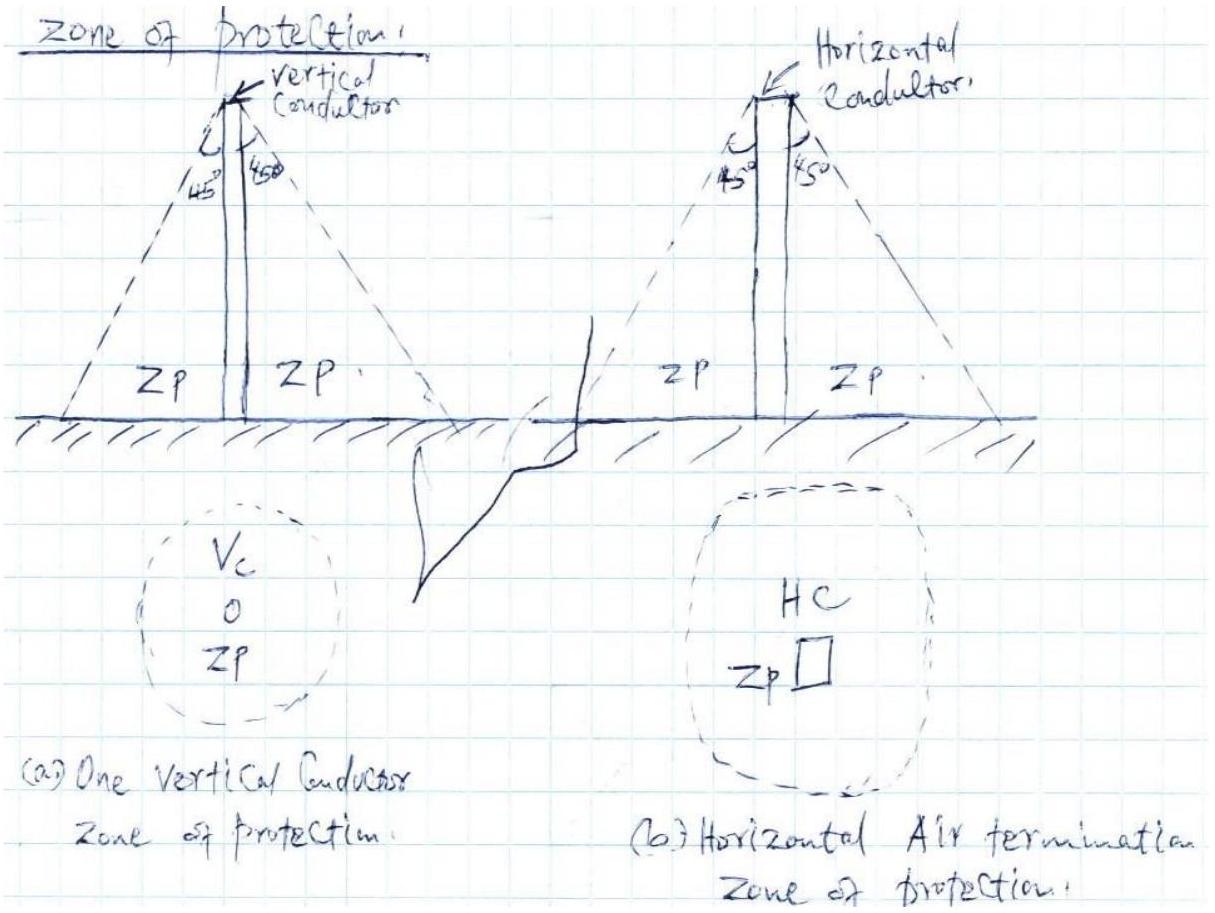 Zone of protection.
Vertical
Conductor
45° 45°
ZP ZP
Horizontal
Conductor.
45° 45°
ZP ZP
Vc
O
ZP
(a) One Vertical Conductor
Zone of protection.
HC
ZP
(b) Horizontal Air termination
Zone of protection.